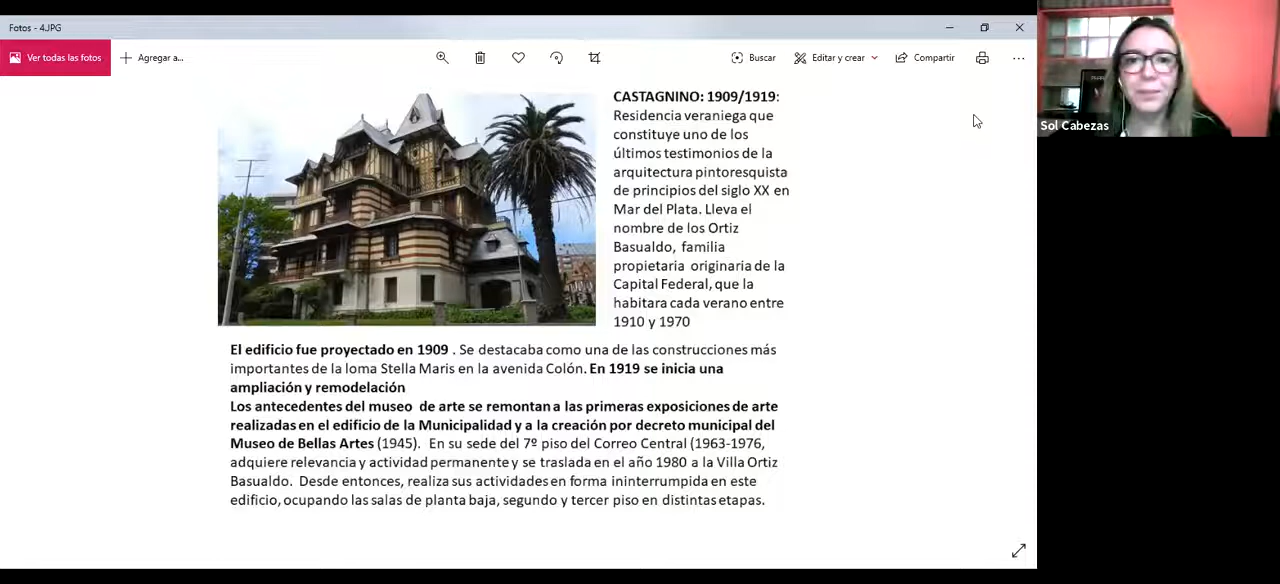 Fotos - 4.JPG
Ver todas las fotos
Agregar a...
Buscar
Editar y crear
Compartir
Sol Cabezas
CASTAGNINO: 1909/1919:
Residencia veraniega que
constituye uno de los
últimos testimonios de la
arquitectura pintoresquista
de principios del siglo XX en
Mar del Plata. Lleva el
nombre de los Ortiz
Basualdo, familia
propietaria originaria de la
Capital Federal, que la
habitara cada verano entre
1910 y 1970
El edificio fue proyectado en 1909 . Se destacaba como una de las construcciones más
importantes de la loma Stella Maris en la avenida Colón. En 1919 se inicia una
ampliación y remodelación
Los antecedentes del museo de arte se remontan a las primeras exposiciones de arte
realizadas en el edificio de la Municipalidad y a la creación por decreto municipal del
Museo de Bellas Artes (1945). En su sede del 7º piso del Correo Central (1963-1976,
adquiere relevancia y actividad permanente y se traslada en el año 1980 a la Villa Ortiz
Basualdo. Desde entonces, realiza sus actividades en forma ininterrumpida en este
edificio, ocupando las salas de planta baja, segundo y tercer piso en distintas etapas.